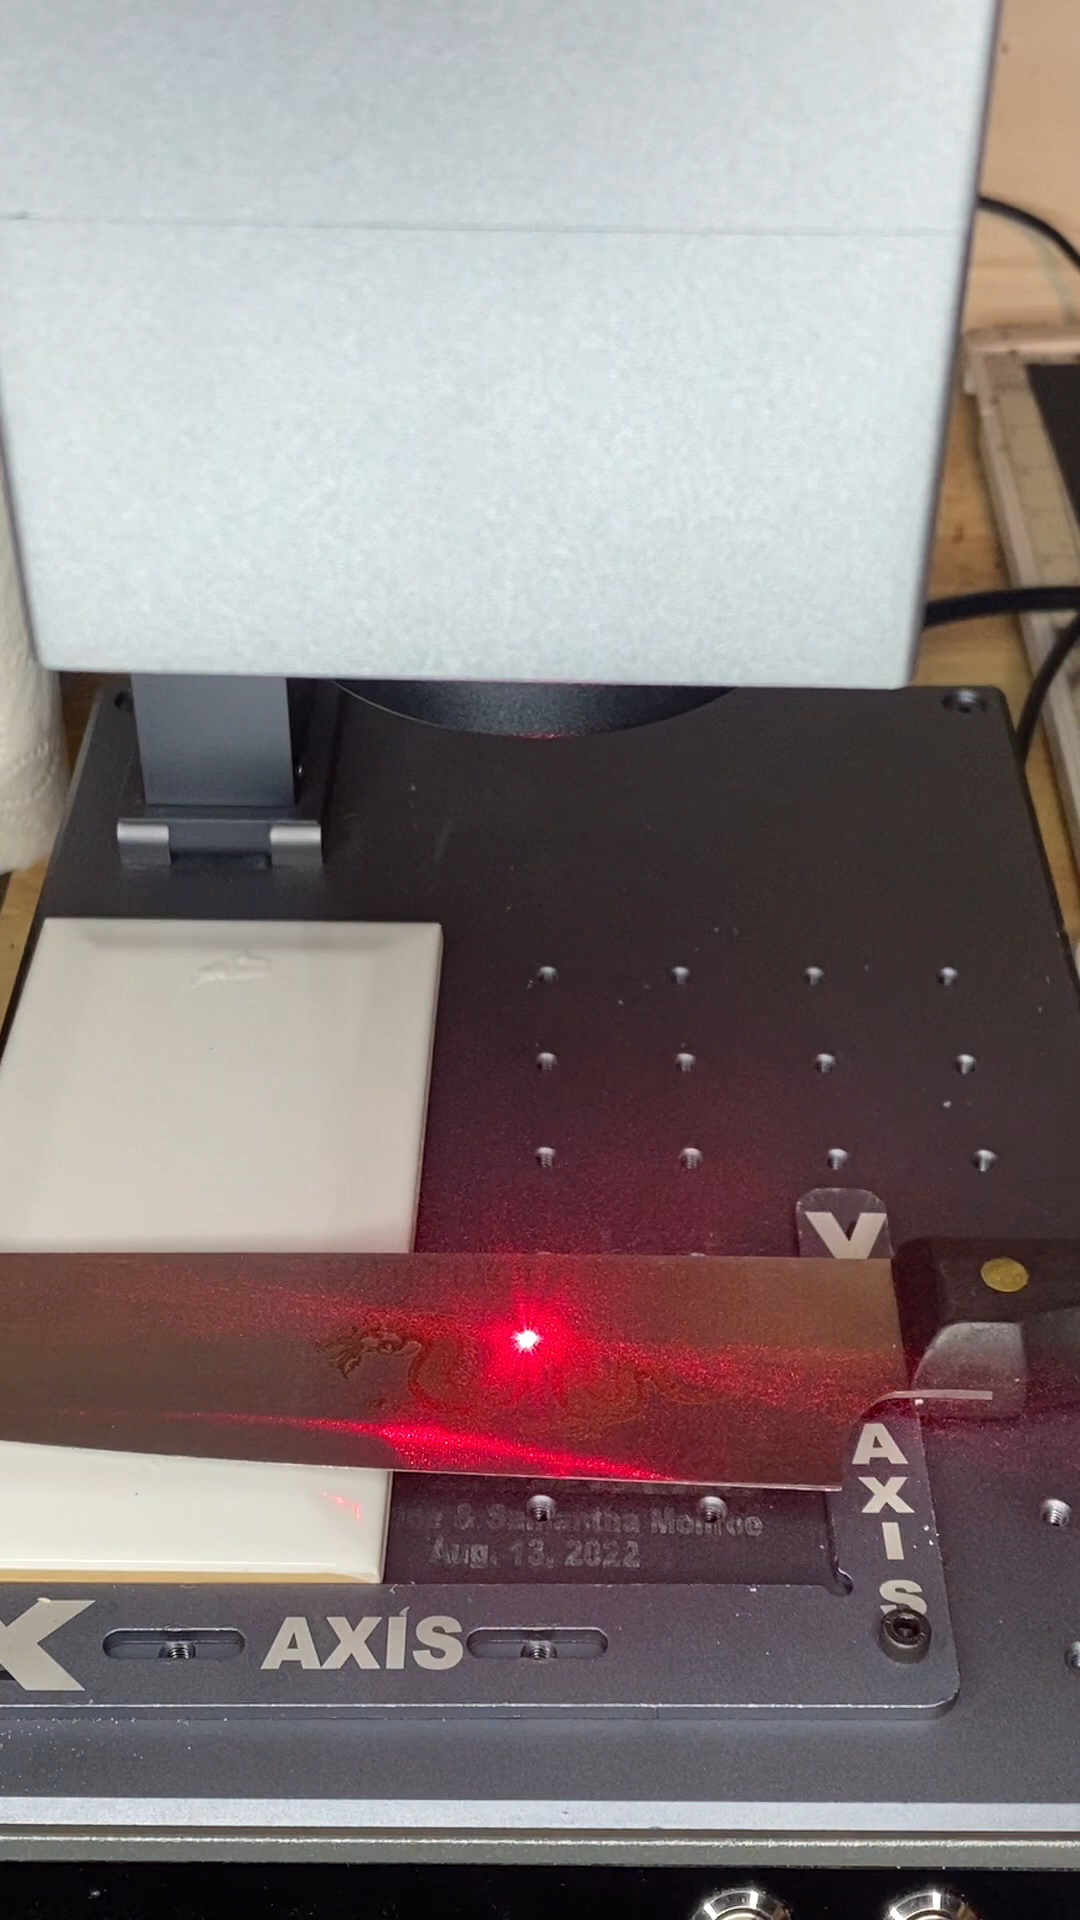 Y
AXIS
& Samantha Monroe
Aug. 13, 2022
X AXIS